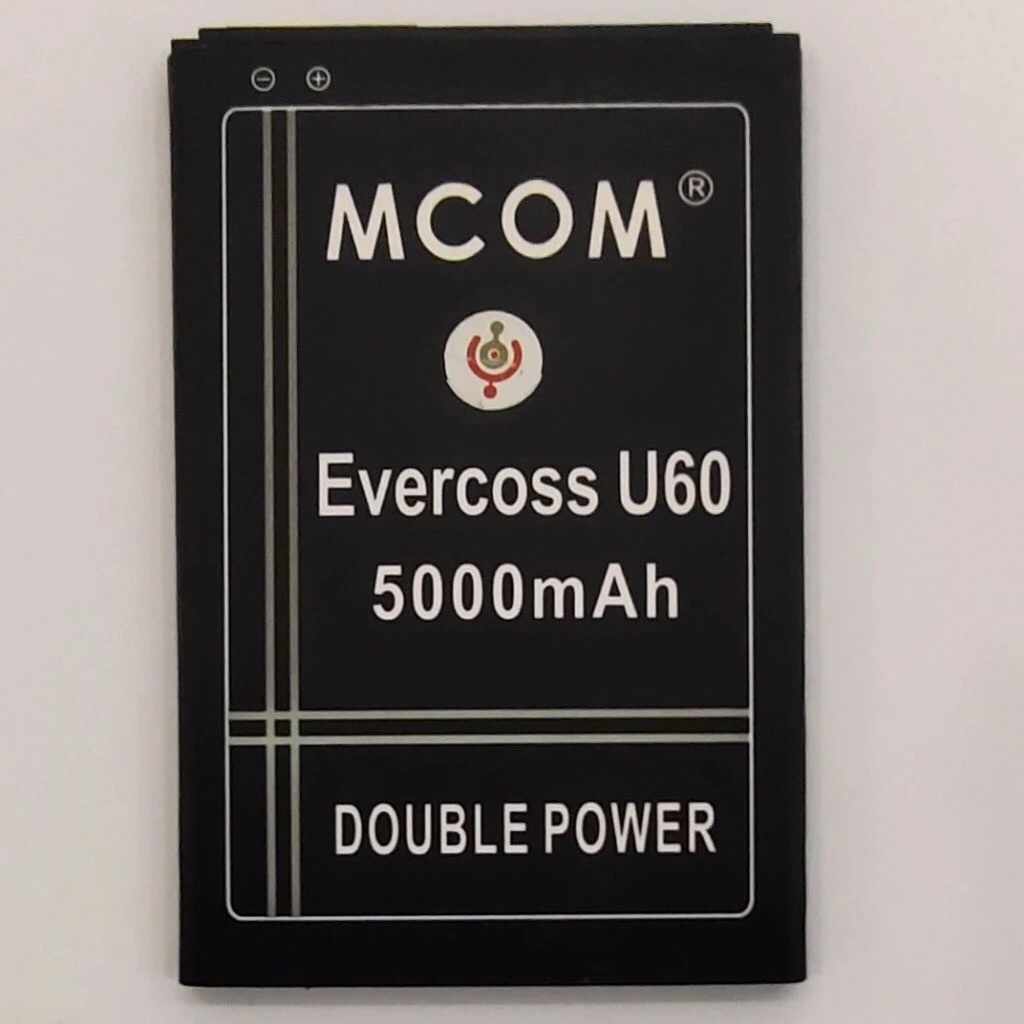 ⊖ ⊕
MCOM®
Evercoss U60
5000mAh
DOUBLE POWER